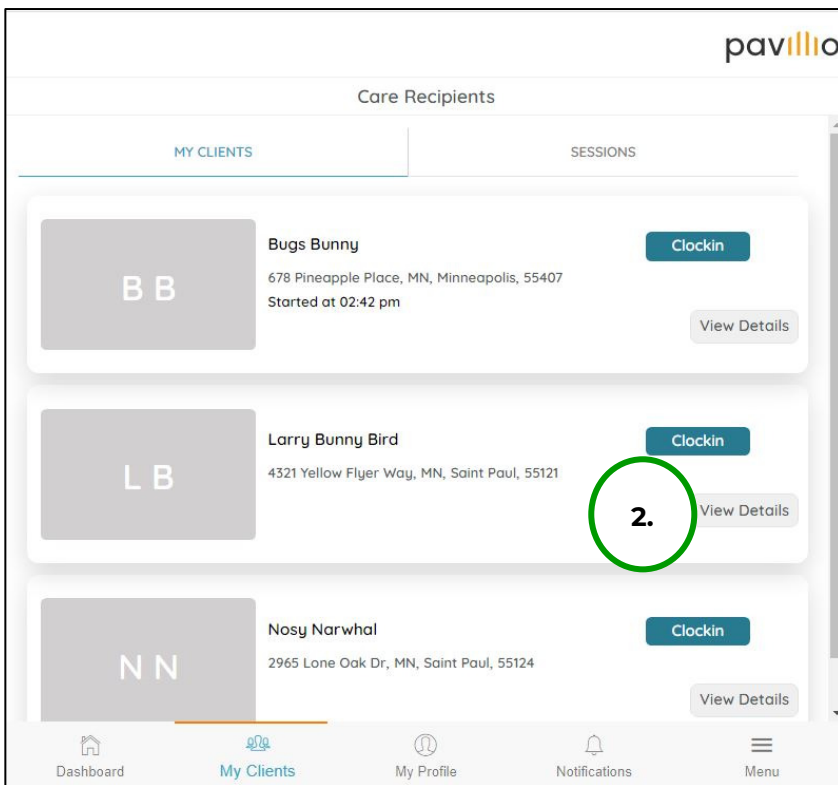 pavillio
Care Recipients
MY CLIENTS
SESSIONS
B B
Bugs Bunny
Clockin
678 Pineapple Place, MN, Minneapolis, 55407
Started at 02:42 pm
View Details
L B
Larry Bunny Bird
Clockin
4321 Yellow Flyer Way, MN, Saint Paul, 55121
2.
View Details
N N
Nosy Narwhal
Clockin
2965 Lone Oak Dr, MN, Saint Paul, 55124
View Details
Dashboard
My Clients
My Profile
Notifications
Menu